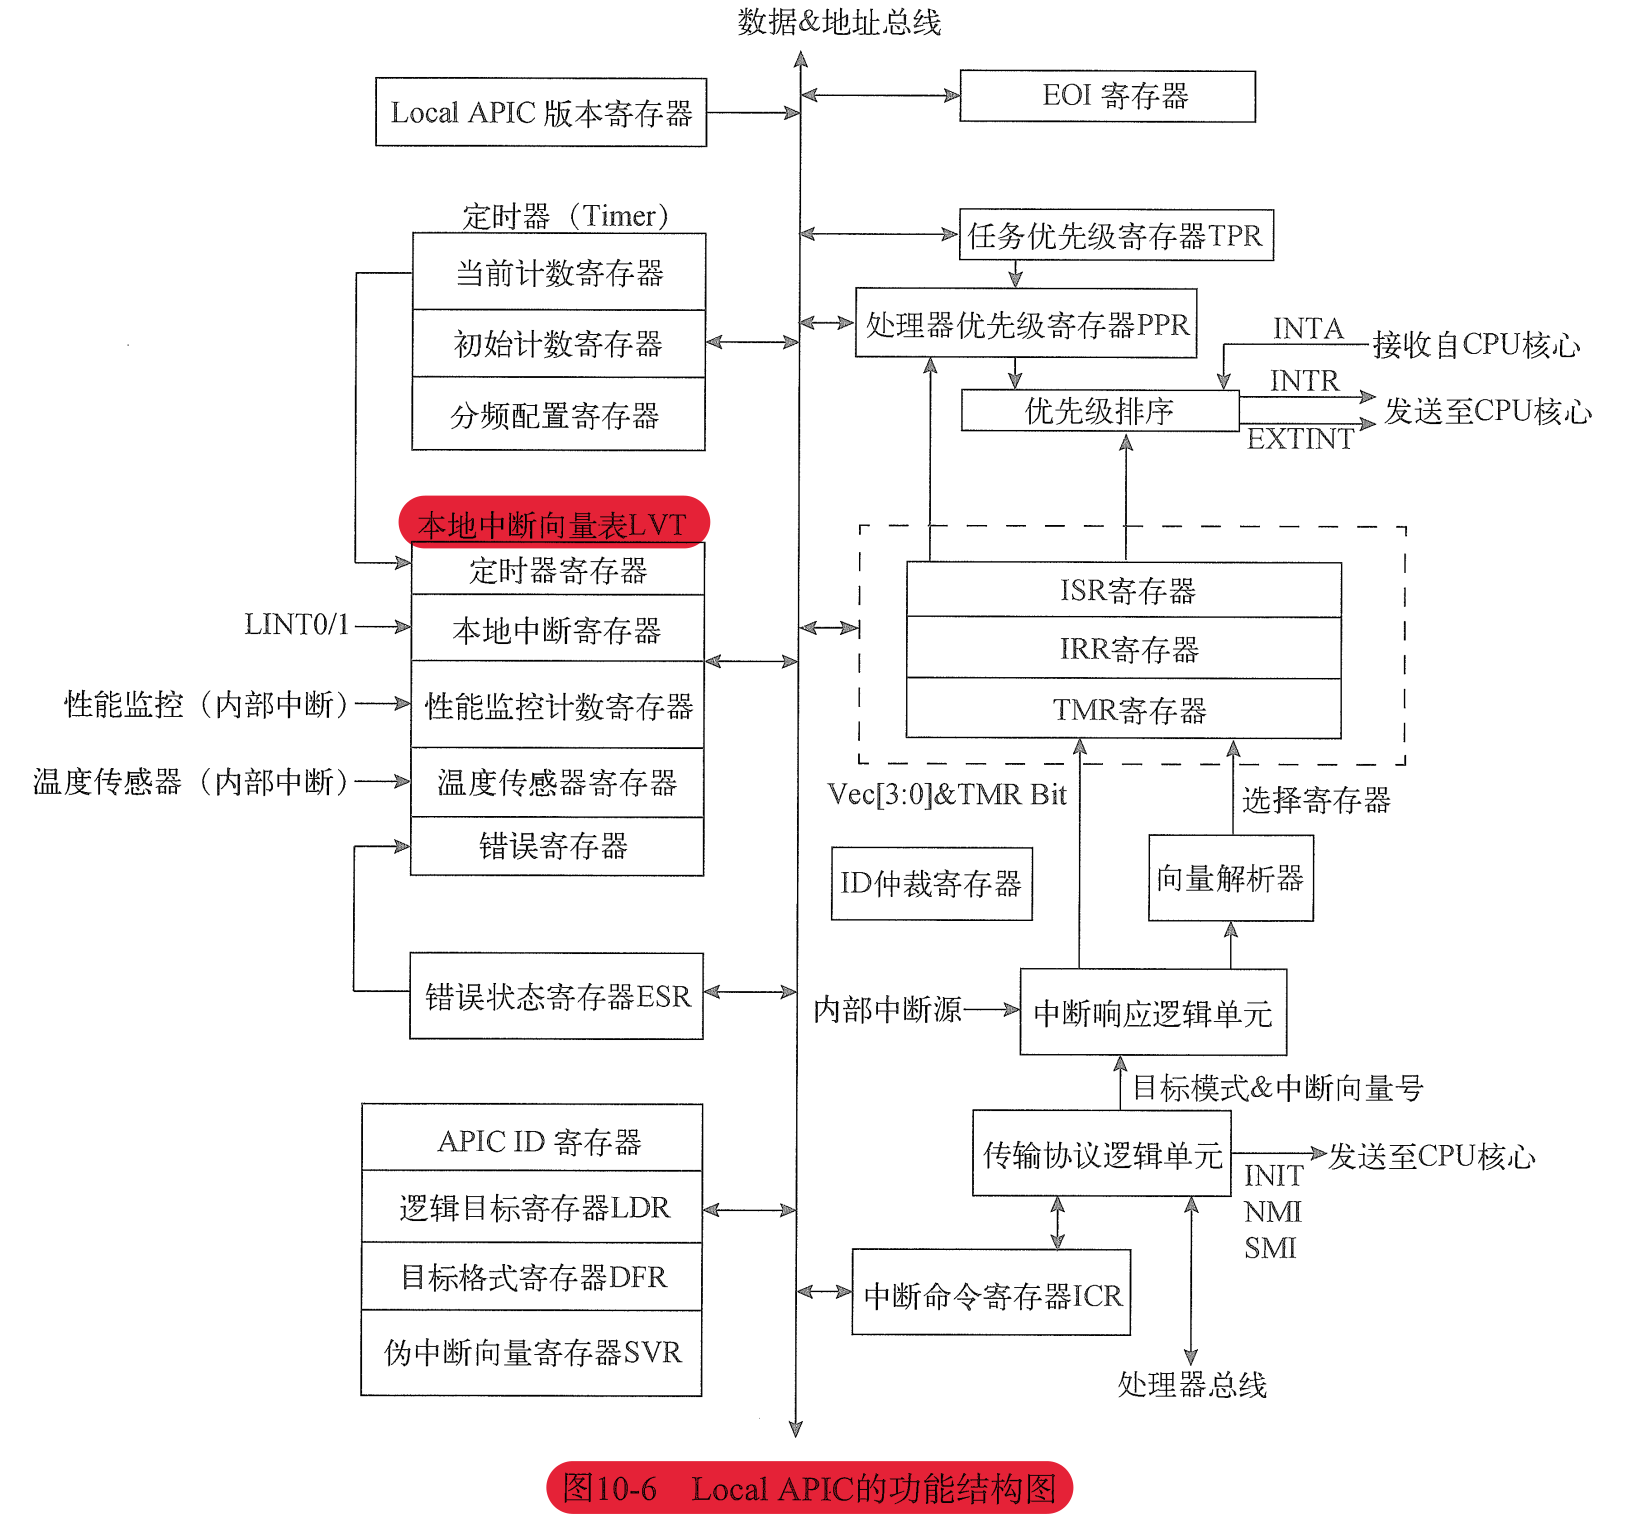 数据&地址总线
Local APIC 版本寄存器
EOI 寄存器
定时器（Timer）
当前计数寄存器
初始计数寄存器
分频配置寄存器
任务优先级寄存器TPR
处理器优先级寄存器PPR
INTA
接收自CPU核心
优先级排序
INTR
发送至CPU核心
EXTINT
本地中断向量表LVT
定时器寄存器
LINT0/1
本地中断寄存器
性能监控（内部中断）
性能监控计数寄存器
温度传感器（内部中断）
温度传感器寄存器
错误寄存器
ISR寄存器
IRR寄存器
TMR寄存器
Vec[3:0]&TMR Bit
选择寄存器
ID仲裁寄存器
向量解析器
错误状态寄存器ESR
内部中断源
中断响应逻辑单元
目标模式&中断向量号
APIC ID 寄存器
逻辑目标寄存器LDR
目标格式寄存器DFR
伪中断向量寄存器SVR
传输协议逻辑单元
发送至CPU核心
INIT
NMI
SMI
中断命令寄存器ICR
处理器总线
图10-6 Local APIC的功能结构图